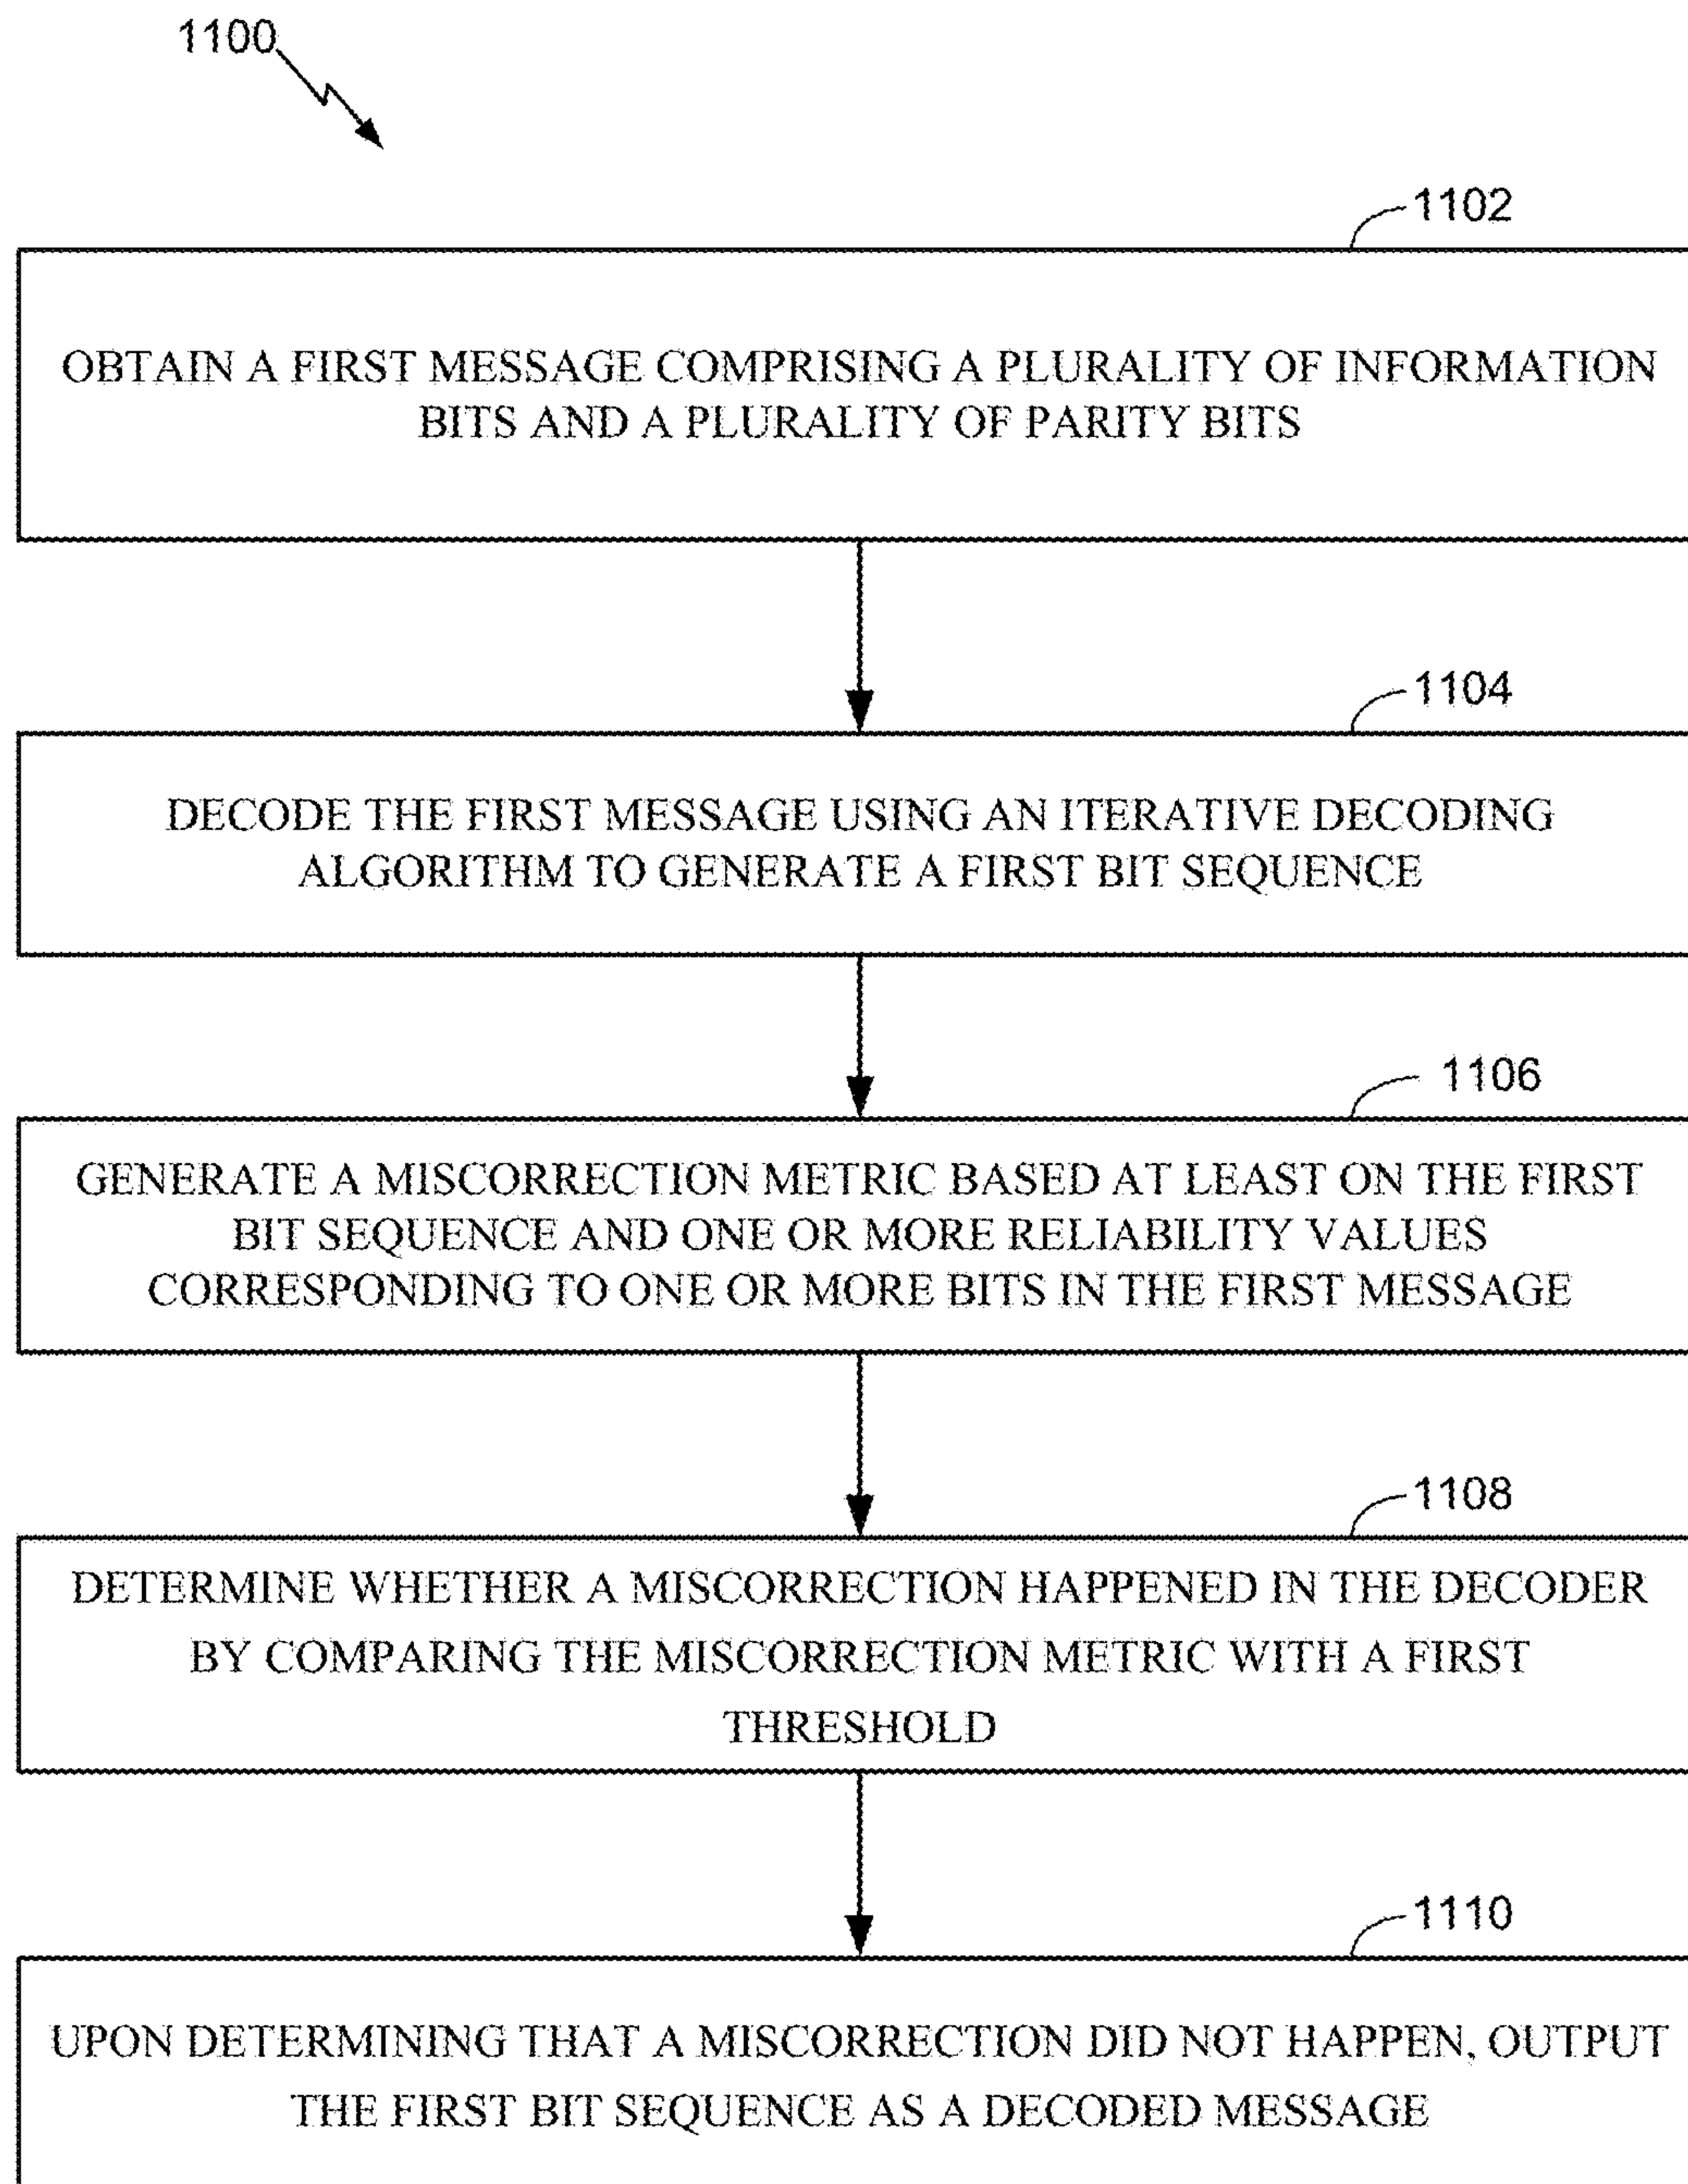 1100
1102
OBTAIN A FIRST MESSAGE COMPRISING A PLURALITY OF INFORMATION
BITS AND A PLURALITY OF PARITY BITS
1104
DECODE THE FIRST MESSAGE USING AN ITERATIVE DECODING
ALGORITHM TO GENERATE A FIRST BIT SEQUENCE
1106
GENERATE A MISCORRECTION METRIC BASED AT LEAST ON THE FIRST
BIT SEQUENCE AND ONE OR MORE RELIABILITY VALUES
CORRESPONDING TO ONE OR MORE BITS IN THE FIRST MESSAGE
1108
DETERMINE WHETHER A MISCORRECTION HAPPENED IN THE DECODER
BY COMPARING THE MISCORRECTION METRIC WITH A FIRST
THRESHOLD
1110
UPON DETERMINING THAT A MISCORRECTION DID NOT HAPPEN, OUTPUT
THE FIRST BIT SEQUENCE AS A DECODED MESSAGE